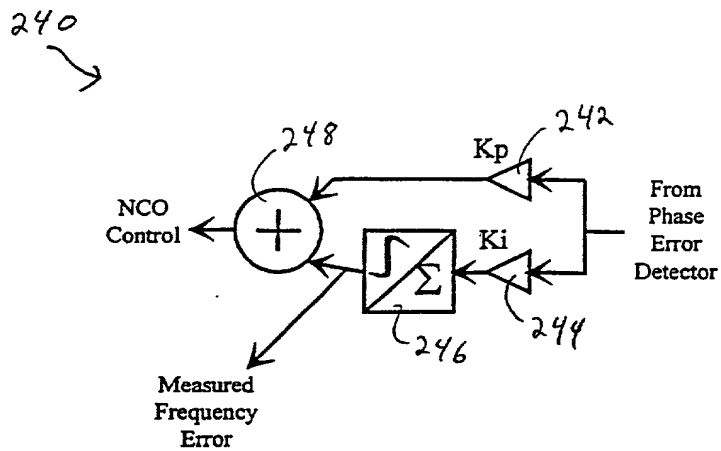 240
248
242
Kp
NCO
Control
+
From
Phase
Error
Detector
Ki
∫
Σ
246
244
Measured
Frequency
Error